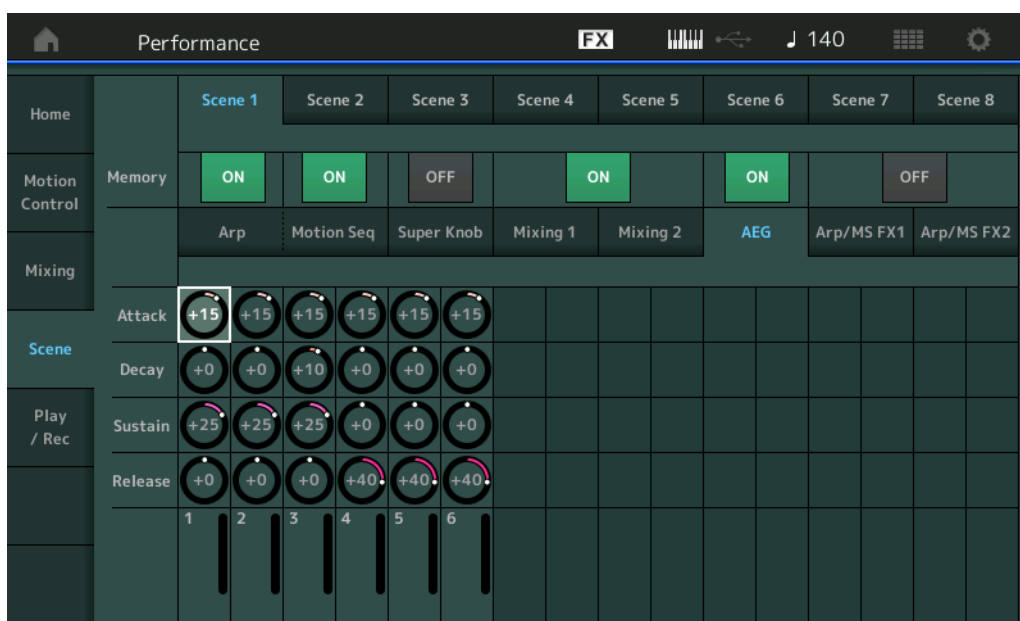 Performance FX 140
Home
Motion
Control
Mixing
Scene
Play
/ Rec
Scene 1 Scene 2 Scene 3 Scene 4 Scene 5 Scene 6 Scene 7 Scene 8
Memory ON ON OFF ON ON OFF
Arp Motion Seq Super Knob Mixing 1 Mixing 2 AEG Arp/MS FX1 Arp/MS FX2
Attack +15 +15 +15 +15 +15 +15
Decay +0 +0 +10 +0 +0 +0
Sustain +25 +25 +25 +0 +0 +0
Release +0 +0 +0 +40 +40 +40
1 2 3 4 5 6